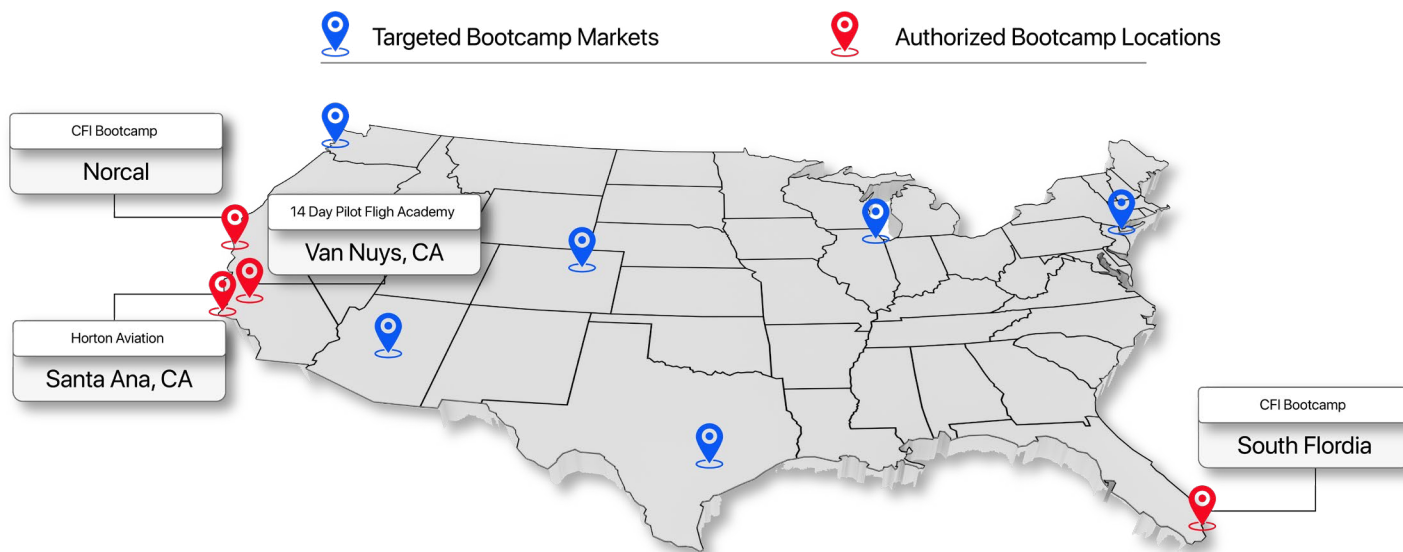 Targeted Bootcamp Markets
Authorized Bootcamp Locations
CFI Bootcamp
Norcal
14 Day Pilot Fligh Academy
Van Nuys, CA
Horton Aviation
Santa Ana, CA
CFI Bootcamp
South Flordia